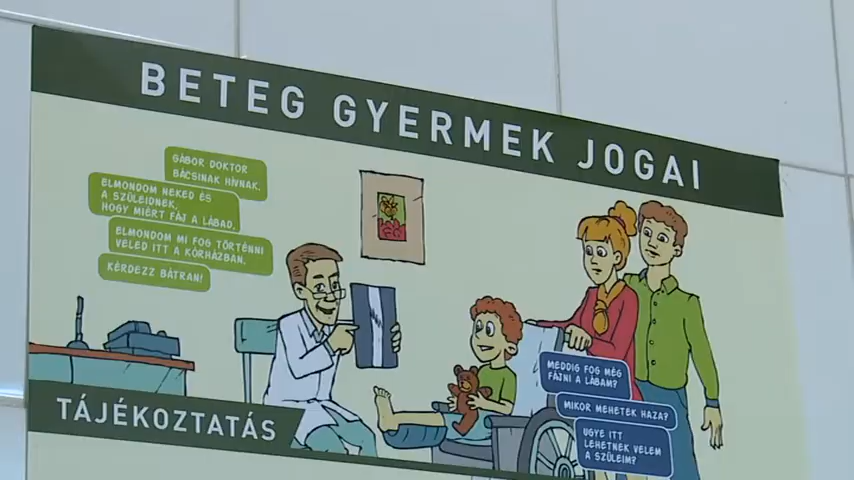 BETEG GYERMEK JOGAI
GÁBOR DOKTOR
BÁCSINAK HÍVNAK.
ELMONDOM NEKED ÉS
A SZÜLEIDNEK,
HOGY MIÉRT FÁJ A LÁBAD.
ELMONDOM MI FOG TÖRTÉNNI
VELED ITT A KÓRHÁZBAN.
KÉRDEZZ BÁTRAN!
MEDDIG FOG MÉG
FÁJNI A LÁBAM?
MIKOR MEHETEK HAZA?
UGYE ITT
LEHETNEK VELEM
A SZÜLEIM?
TÁJÉKOZTATÁS